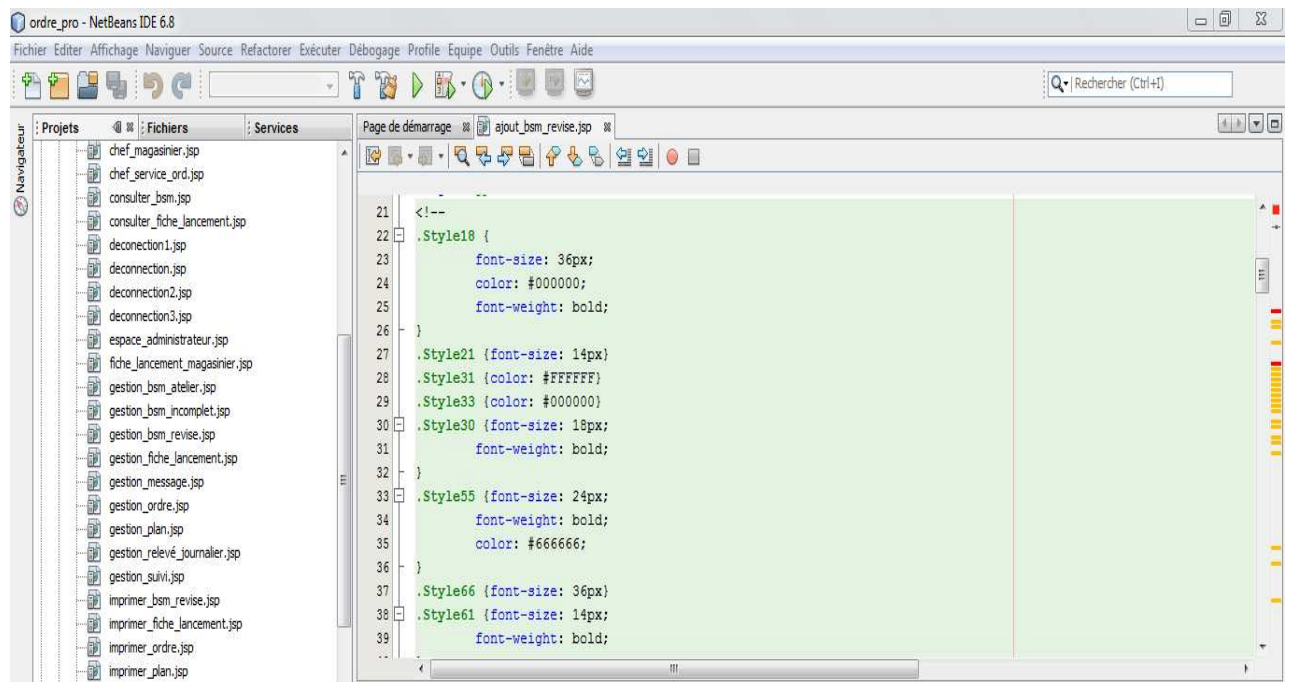 ordre_pro - NetBeans IDE 6.8
Fichier Editer Affichage Naviguer Source Refactorer Exécuter Débogage Profile Equipe Outils Fenêtre Aide
Rechercher (Ctrl+I)
Navigateur
Projets Fichiers Services
chef_magasinier.jsp
chef_service_ord.jsp
consulter_bsm.jsp
consulter_fiche_lancement.jsp
deconection1.jsp
deconnection.jsp
deconnection2.jsp
deconnection3.jsp
espace_administrateur.jsp
fiche_lancement_magasinier.jsp
gestion_bsm_atelier.jsp
gestion_bsm_incomplet.jsp
gestion_bsm_revise.jsp
gestion_fiche_lancement.jsp
gestion_message.jsp
gestion_ordre.jsp
gestion_plan.jsp
gestion_relevé_journalier.jsp
gestion_suivi.jsp
imprimer_bsm_revise.jsp
imprimer_fiche_lancement.jsp
imprimer_ordre.jsp
imprimer_plan.jsp
Page de démarrage ajout_bsm_revise.jsp
21 <!--
22 .Style18 {
23 font-size: 36px;
24 color: #000000;
25 font-weight: bold;
26 }
27 .Style21 {font-size: 14px}
28 .Style31 {color: #FFFFFF}
29 .Style33 {color: #000000}
30 .Style30 {font-size: 18px;
31 font-weight: bold;
32 }
33 .Style55 {font-size: 24px;
34 font-weight: bold;
35 color: #666666;
36 }
37 .Style66 {font-size: 36px}
38 .Style61 {font-size: 14px;
39 font-weight: bold;